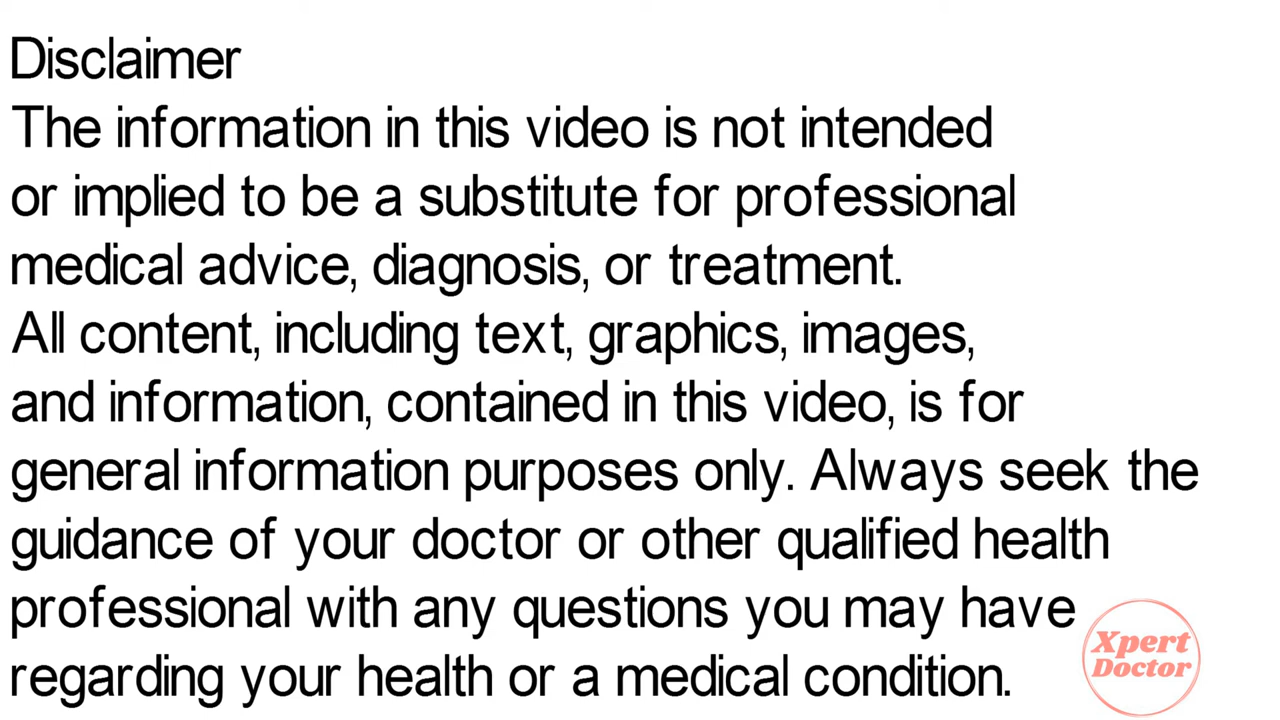 Disclaimer
The information in this video is not intended
or implied to be a substitute for professional
medical advice, diagnosis, or treatment.
All content, including text, graphics, images,
and information, contained in this video, is for
general information purposes only. Always seek the
guidance of your doctor or other qualified health
professional with any questions you may have
regarding your health or a medical condition.
Xpert
Doctor